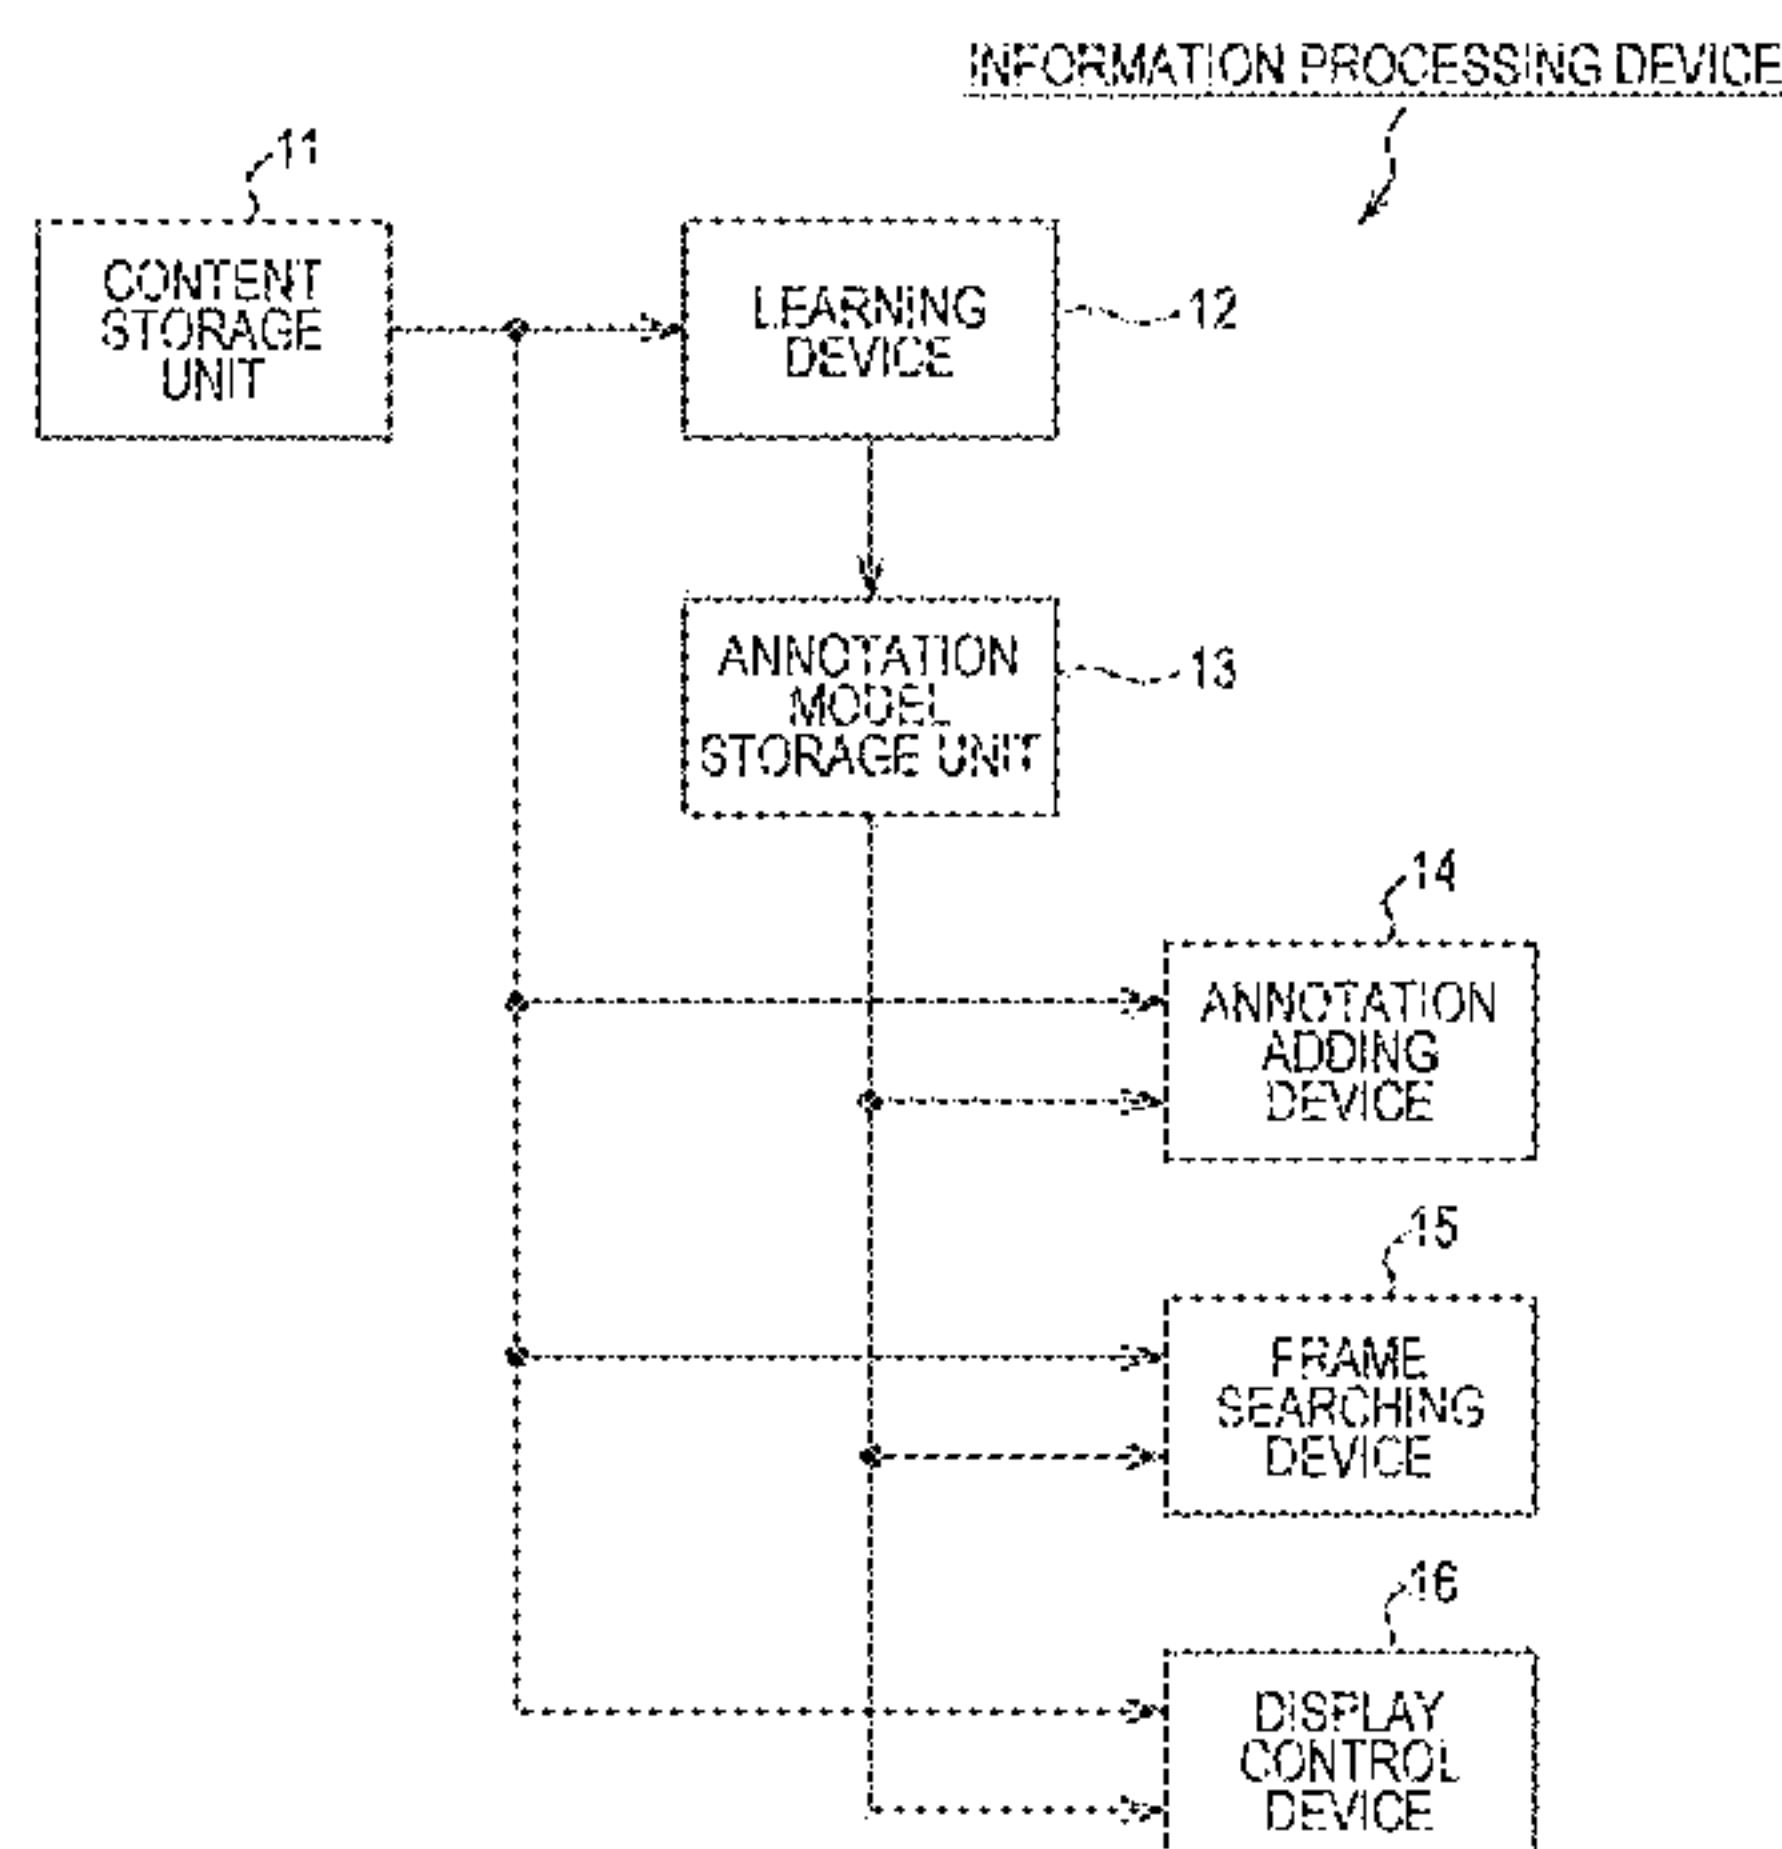 INFORMATION PROCESSING DEVICE
11
CONTENT
STORAGE
UNIT
LEARNING
DEVICE
12
ANNOTATION
MODEL
STORAGE UNIT
13
14
ANNOTATION
ADDING
DEVICE
15
FRAME
SEARCHING
DEVICE
16
DISPLAY
CONTROL
DEVICE